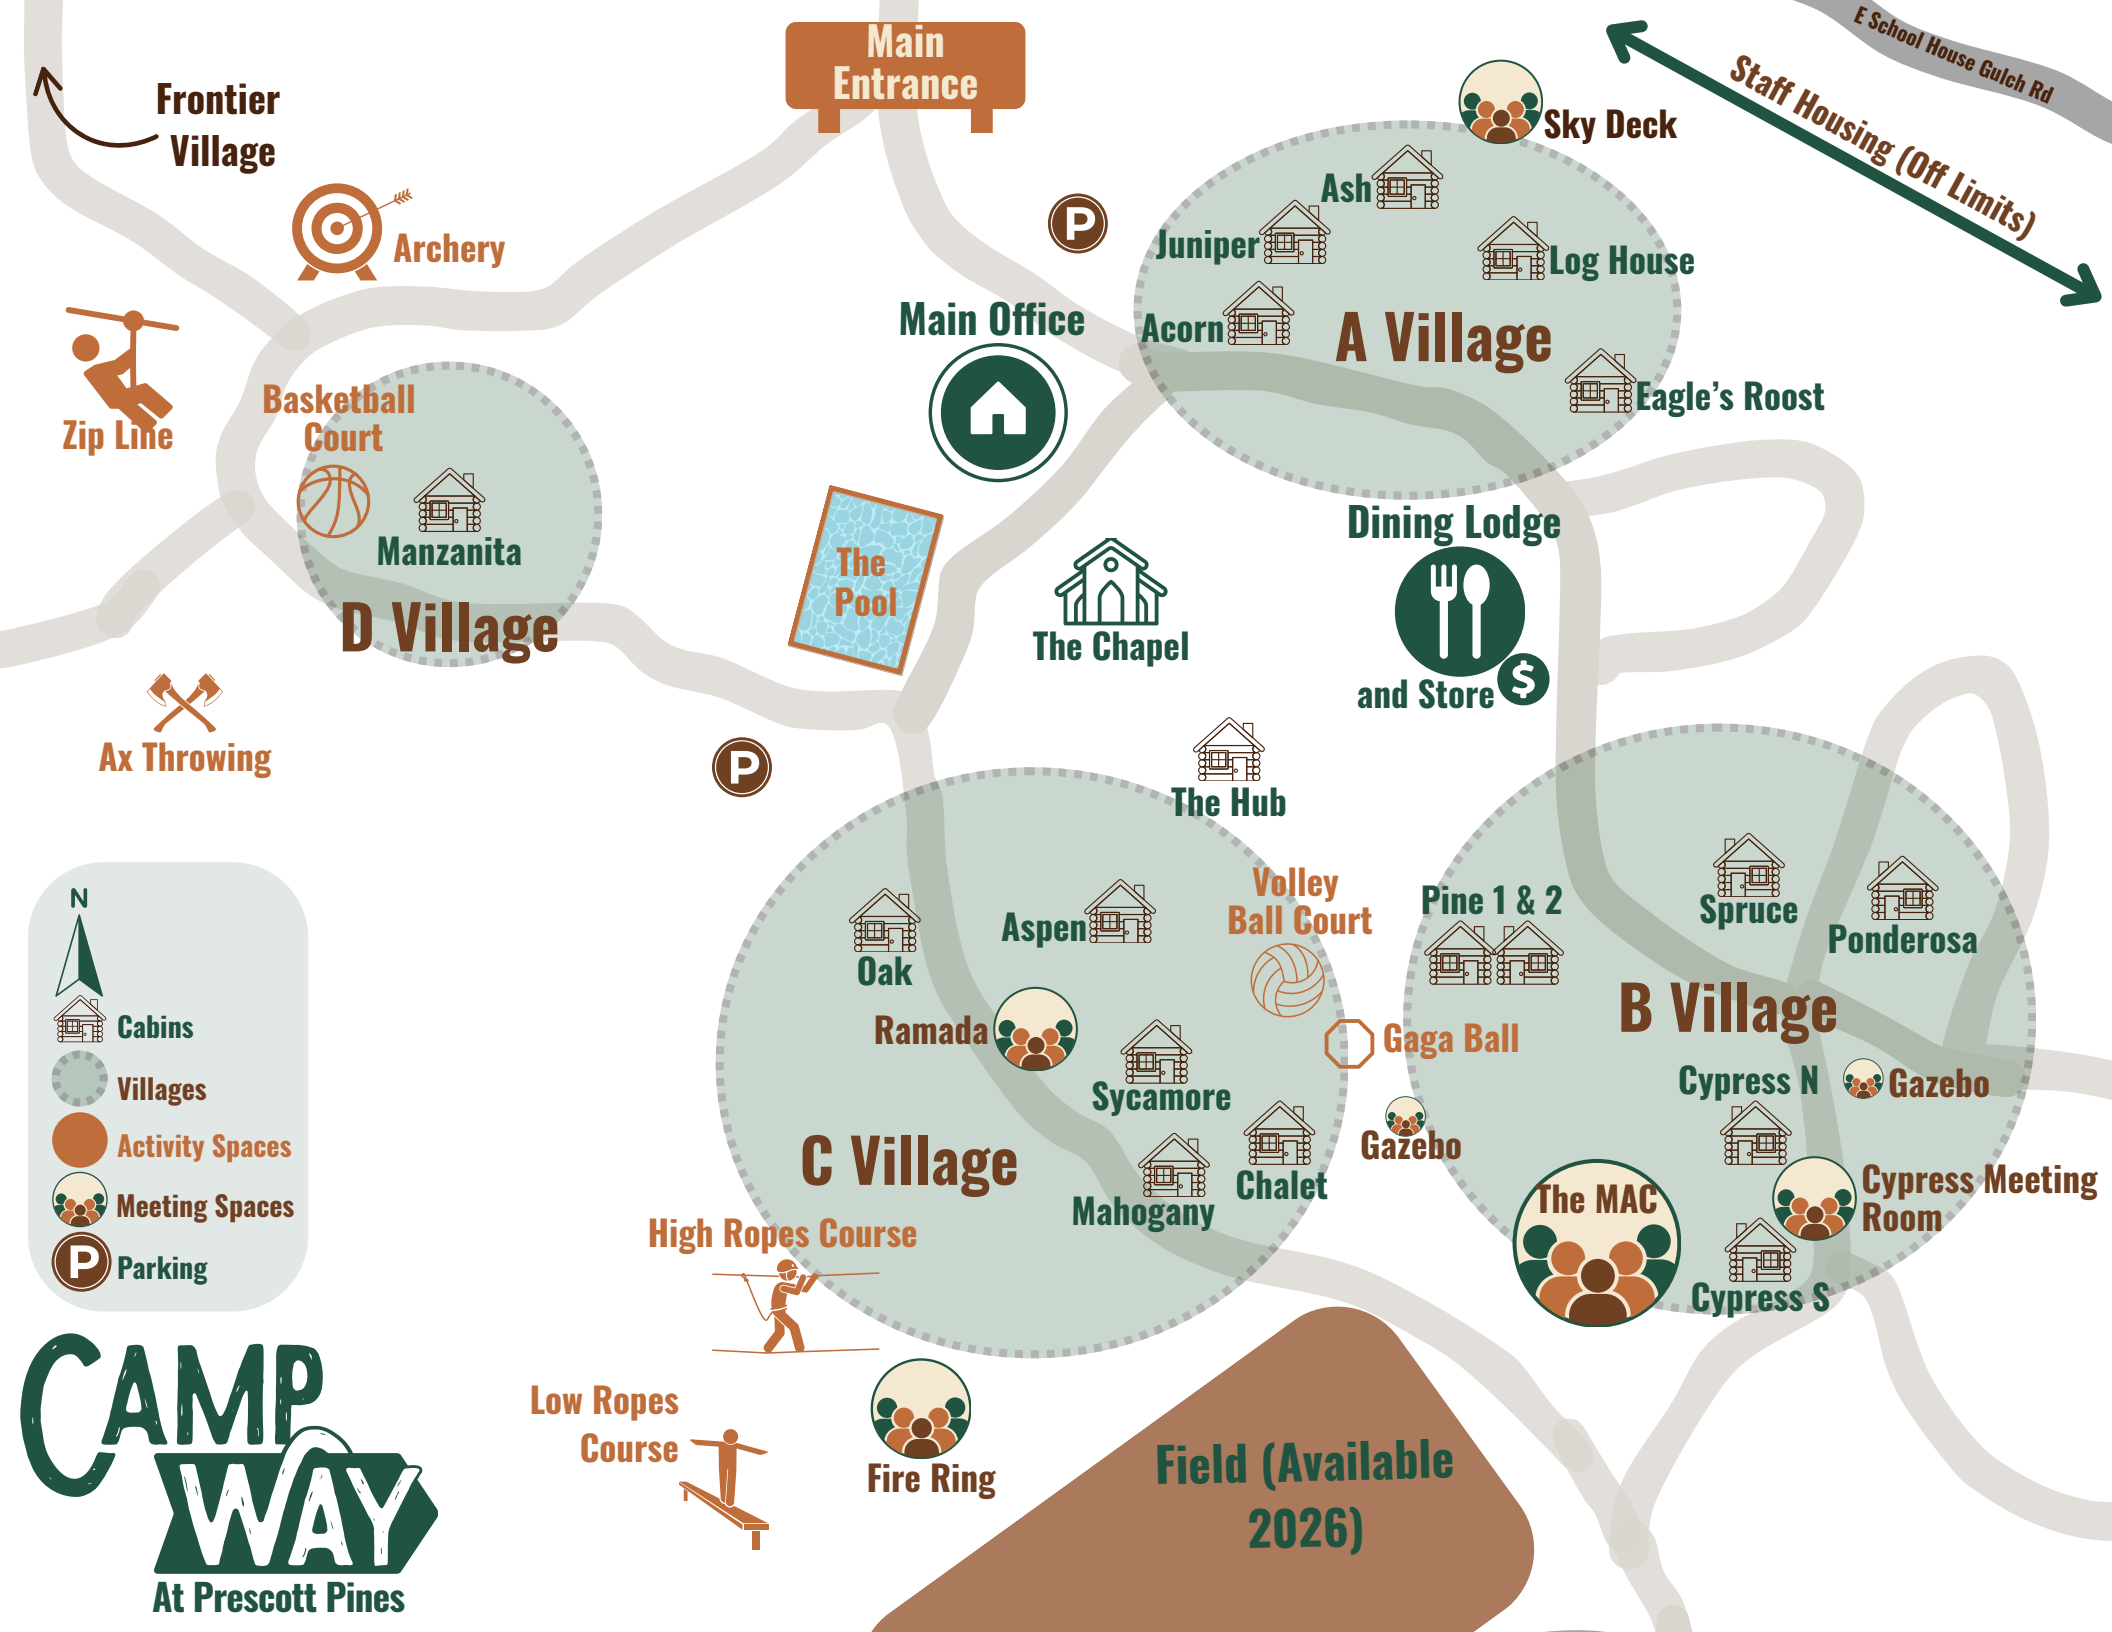 Main
Entrance
E School House Gulch Rd
Staff Housing (Off Limits)
Frontier
Village
Sky Deck
Ash
Juniper
Log House
Acorn
A Village
Eagle's Roost
P
Archery
Main Office
Zip Line
Basketball
Court
Manzanita
D Village
The
Pool
The Chapel
Dining Lodge
$
and Store
Ax Throwing
P
The Hub
Volley
Ball Court
Oak
Aspen
Ramada
Sycamore
Gaga Ball
C Village
Mahogany
Chalet
Gazebo
Pine 1 & 2
Spruce
Ponderosa
B Village
Cypress N
Gazebo
The MAC
Cypress Meeting
Room
Cypress S
High Ropes Course
Low Ropes
Course
Fire Ring
Field (Available
2026)
N
Cabins
Villages
Activity Spaces
Meeting Spaces
P
Parking
CAMP
WAY
At Prescott Pines